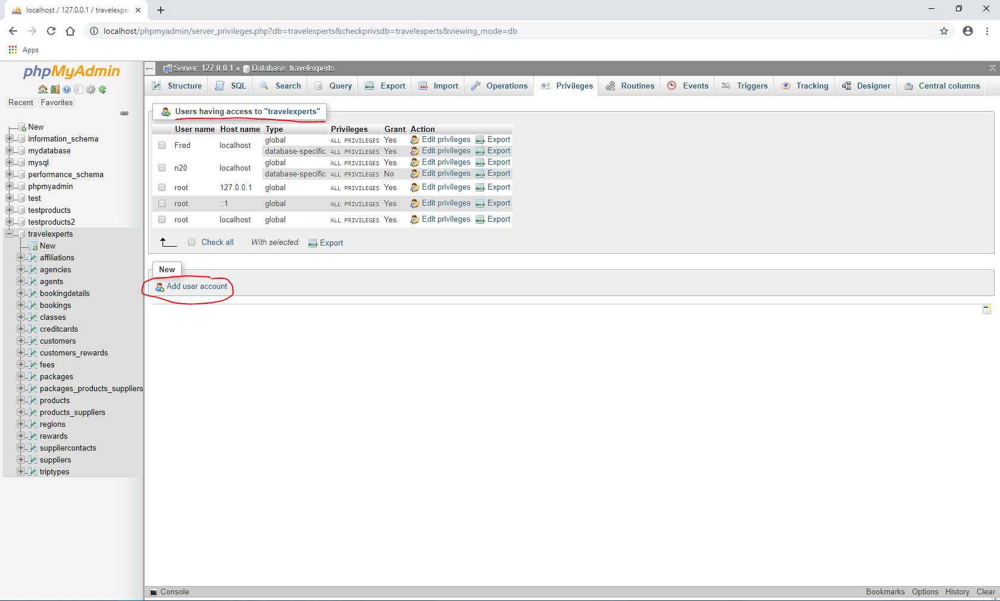 localhost / 127.0.0.1 / travelexper
localhost/phpmyadmin/server_privileges.php?db=travelexperts&checkprivsdb=travelexperts&viewing_mode=db
Apps
phpMyAdmin
Recent Favorites
New
information_schema
mydatabase
mysql
performance_schema
phpmyadmin
test
testproducts
testproducts2
travelexperts
New
affiliations
agencies
agents
bookingdetails
bookings
classes
creditcards
customers
customers_rewards
fees
packages
packages_products_suppliers
products
products_suppliers
regions
rewards
suppliercontacts
suppliers
triptypes
Server: 127.0.0.1 » Database: travelexperts
Structure SQL Search Query Export Import Operations Privileges Routines Events Triggers Tracking Designer Central columns
Users having access to "travelexperts"
User name Host name Type Privileges Grant Action
Fred localhost global ALL PRIVILEGES Yes Edit privileges Export
database-specific ALL PRIVILEGES Yes Edit privileges Export
n20 localhost global ALL PRIVILEGES Yes Edit privileges Export
database-specific ALL PRIVILEGES No Edit privileges Export
root 127.0.0.1 global ALL PRIVILEGES Yes Edit privileges Export
root ::1 global ALL PRIVILEGES Yes Edit privileges Export
root localhost global ALL PRIVILEGES Yes Edit privileges Export
Check all With selected: Export
New
Add user account
Console Bookmarks Options History Clear